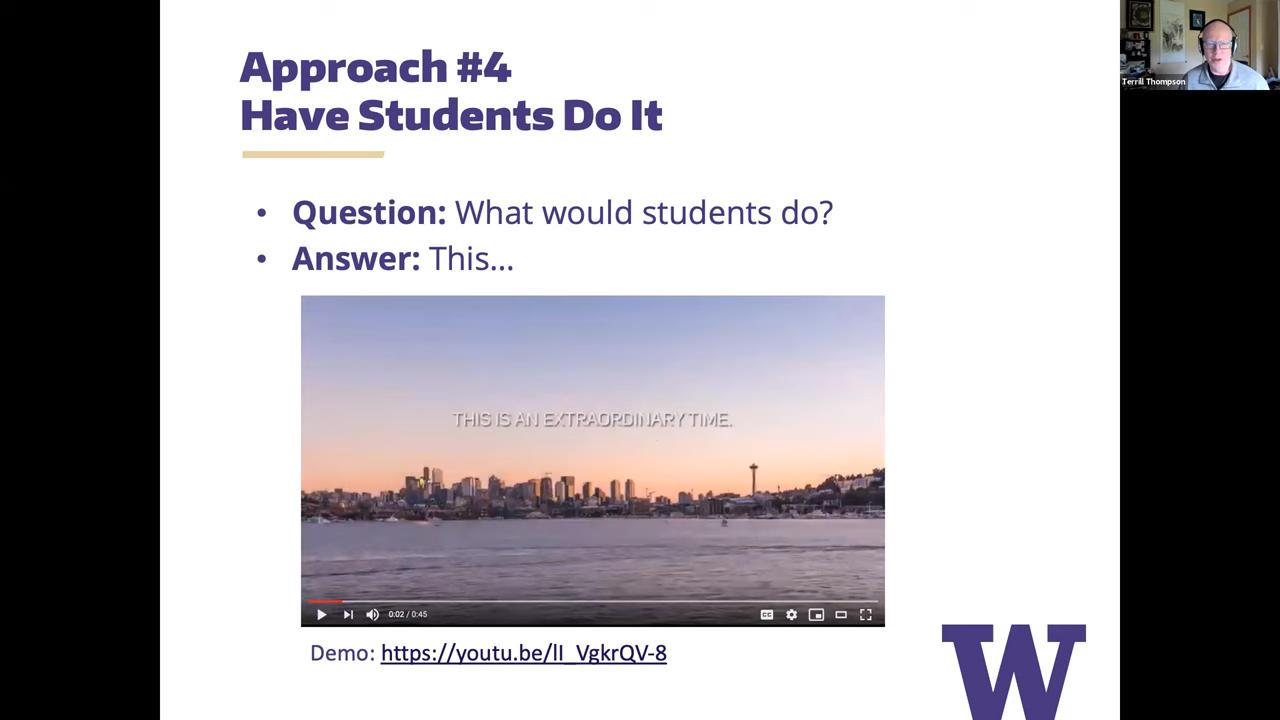 Approach #4
Have Students Do It
• Question: What would students do?
• Answer: This...
THIS IS AN EXTRAORDINARY TIME.
0:02 / 0:45
CC
Demo: https://youtu.be/lI_VgkrQV-8
W
Terrill Thompson